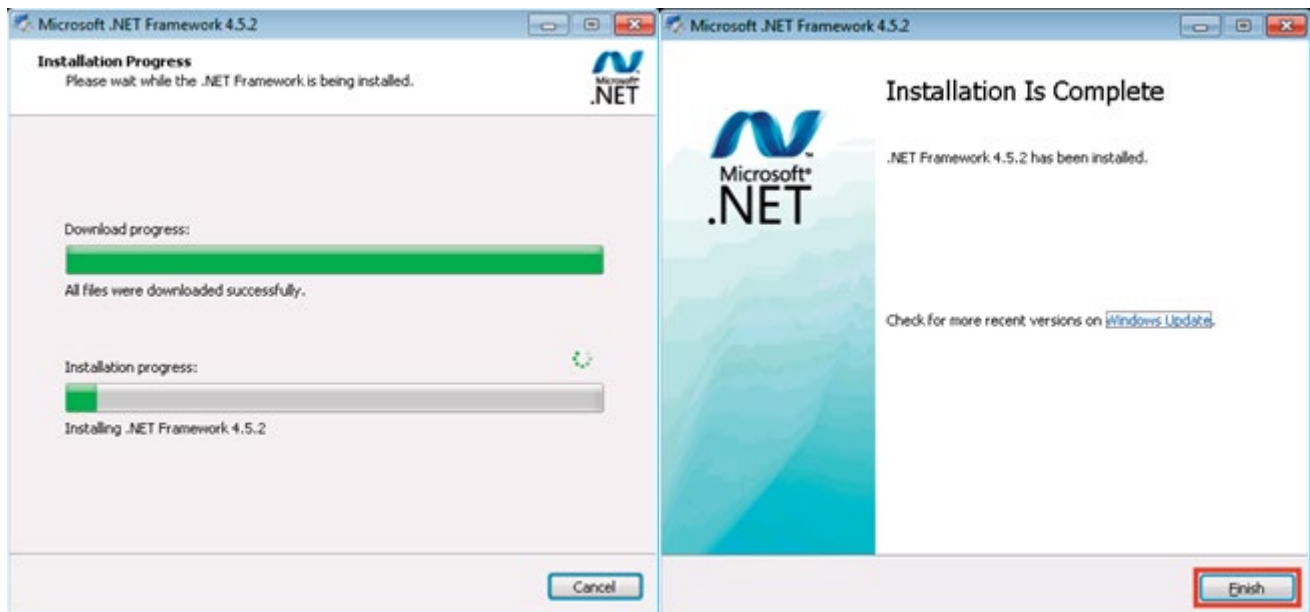 Microsoft .NET Framework 4.5.2
Installation Progress
Please wait while the .NET Framework is being installed.
Microsoft
.NET
Download progress:
All files were downloaded successfully.
Installation progress:
Installing .NET Framework 4.5.2
Cancel
Microsoft .NET Framework 4.5.2
Microsoft®
.NET
Installation Is Complete
.NET Framework 4.5.2 has been installed.
Check for more recent versions on Windows Update.
Finish